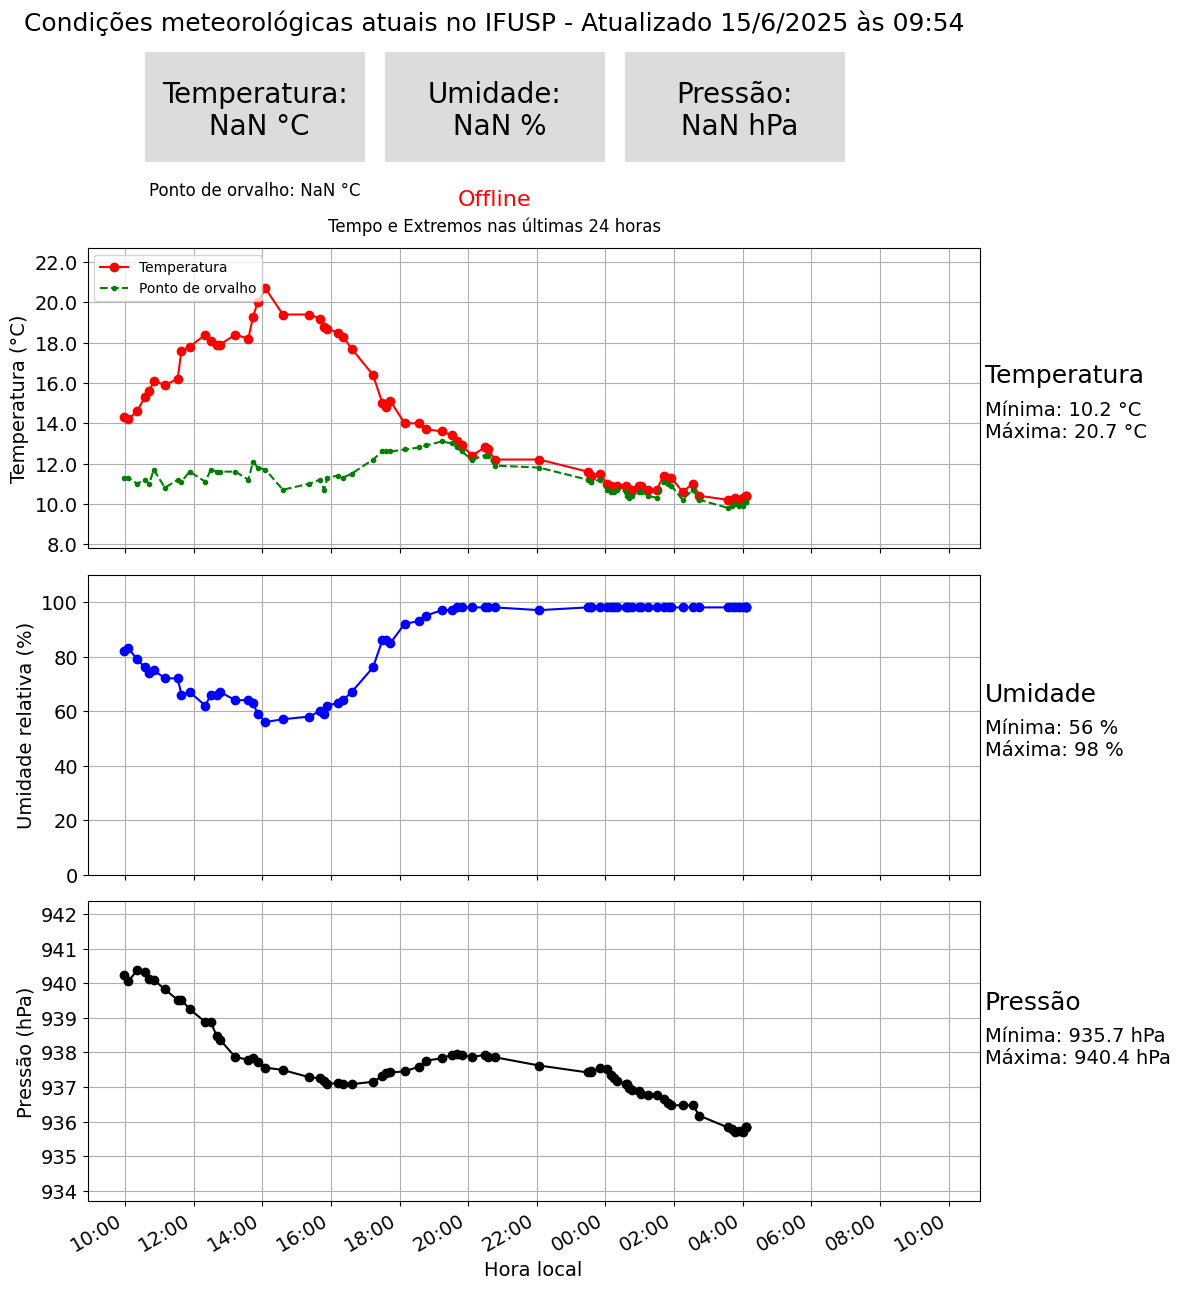 Condições meteorológicas atuais no IFUSP - Atualizado 15/6/2025 às 09:54
Temperatura:
NaN °C
Umidade:
NaN %
Pressão:
NaN hPa
Ponto de orvalho: NaN °C
Offline
Tempo e Extremos nas últimas 24 horas
Temperatura (°C)
22.0
20.0
18.0
16.0
14.0
12.0
10.0
8.0
Temperatura
Ponto de orvalho
Temperatura
Mínima: 10.2 °C
Máxima: 20.7 °C
Umidade relativa (%)
100
80
60
40
20
0
Umidade
Mínima: 56 %
Máxima: 98 %
Pressão (hPa)
942
941
940
939
938
937
936
935
934
Pressão
Mínima: 935.7 hPa
Máxima: 940.4 hPa
10:00 12:00 14:00 16:00 18:00 20:00 22:00 00:00 02:00 04:00 06:00 08:00 10:00
Hora local